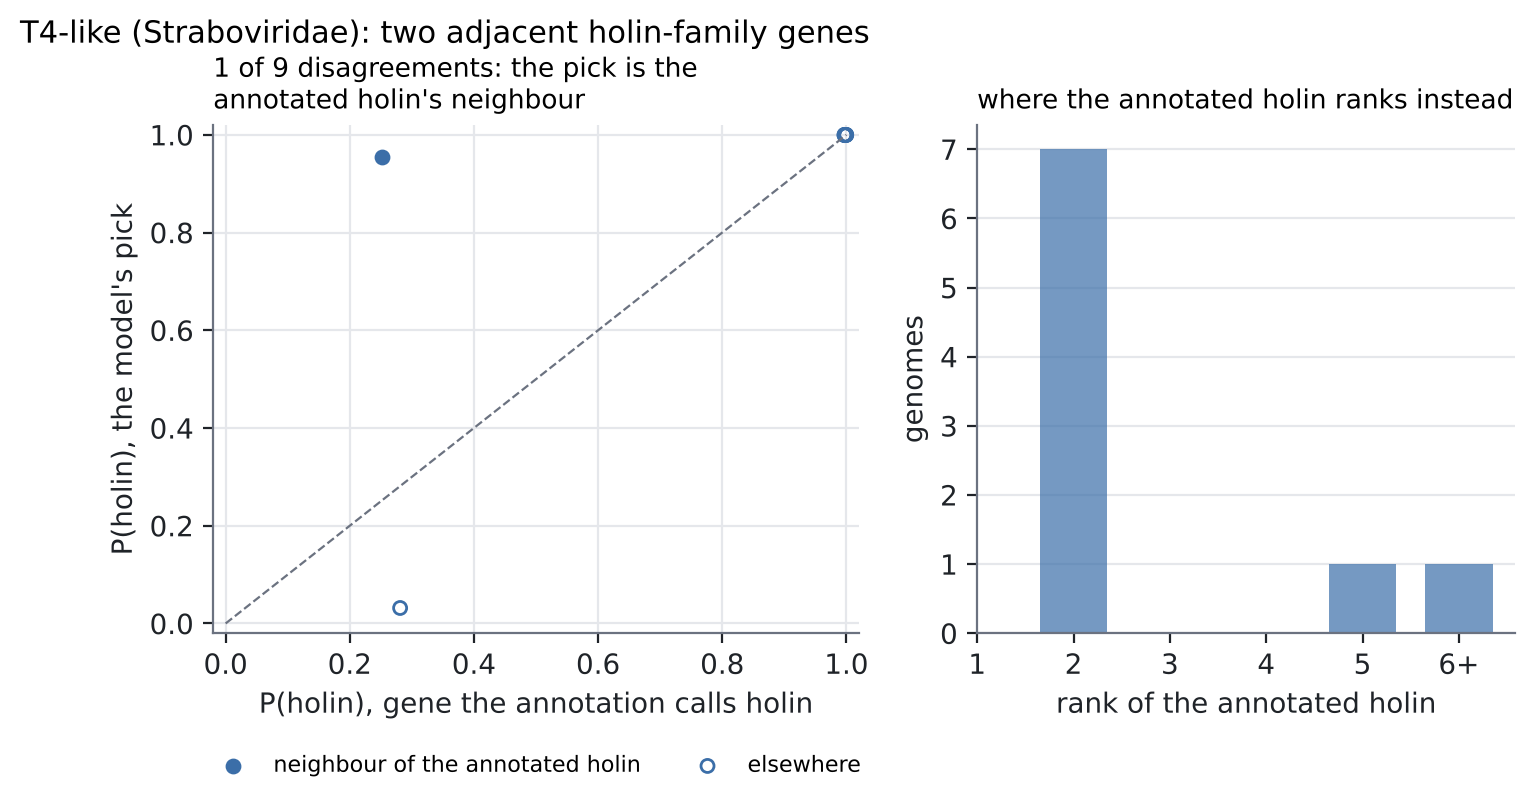 T4-like (Straboviridae): two adjacent holin-family genes
1 of 9 disagreements: the pick is the
annotated holin's neighbour
1.0
0.8
0.6
0.4
0.2
0.0
P(holin), the model's pick
0.0 0.2 0.4 0.6 0.8 1.0
P(holin), gene the annotation calls holin
neighbour of the annotated holin
elsewhere
where the annotated holin ranks instead
7
6
5
4
3
2
1
0
genomes
1 2 3 4 5 6+
rank of the annotated holin